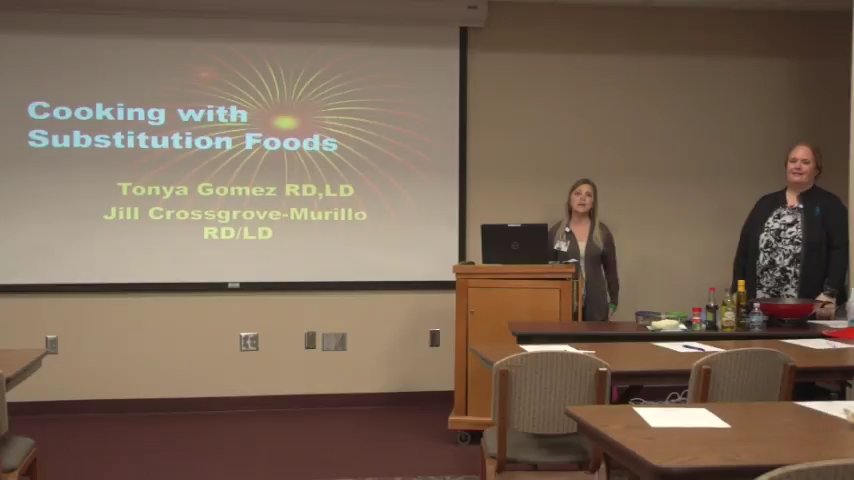 Cooking with
Substitution Foods
Tonya Gomez RD,LD
Jill Crossgrove-Murillo
RD/LD